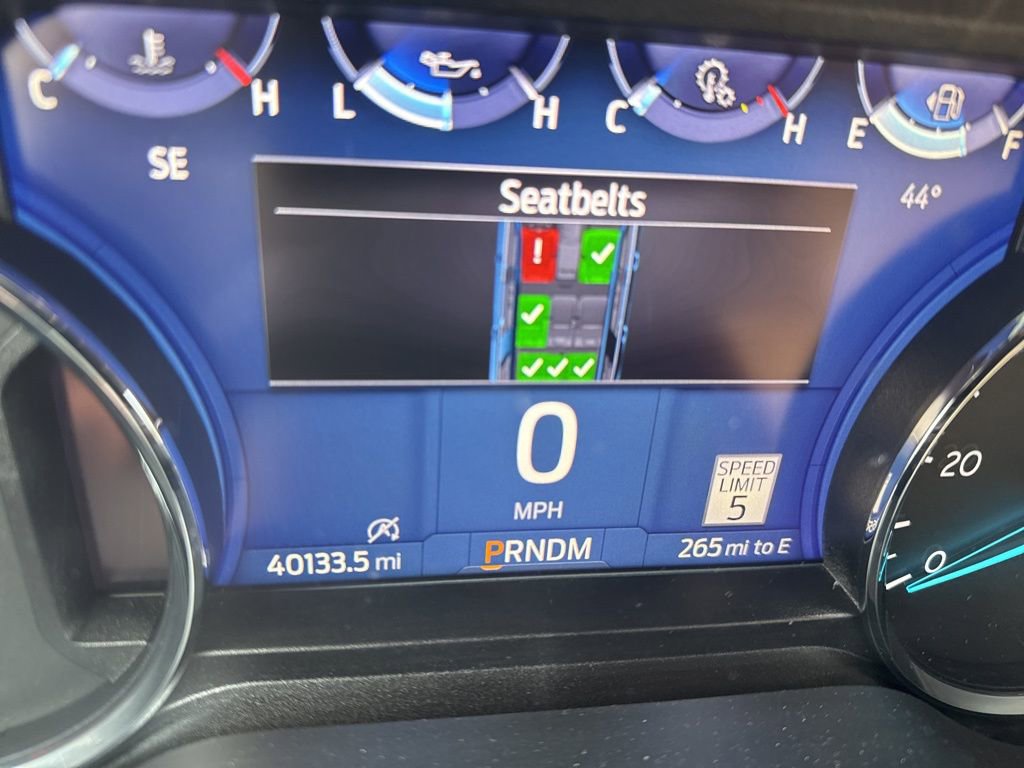 C H L H C H E F
SE
44°
Seatbelts
!
0
MPH
SPEED
LIMIT
5
20
0
40133.5 mi
PRNDM
265 mi to E